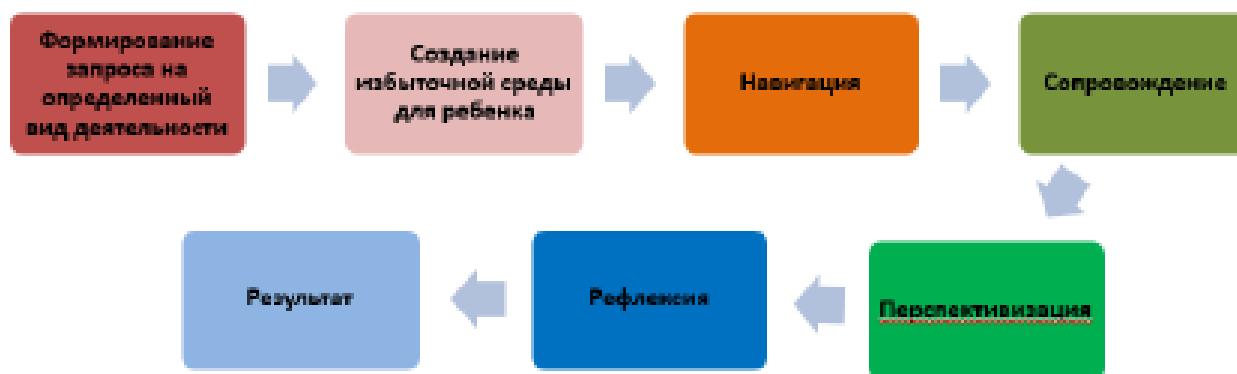 Формирование
запроса на
определенный
вид деятельности
Создание
избыточной среды
для ребенка
Навигация
Сопровождение
Перспективизация
Рефлексия
Результат